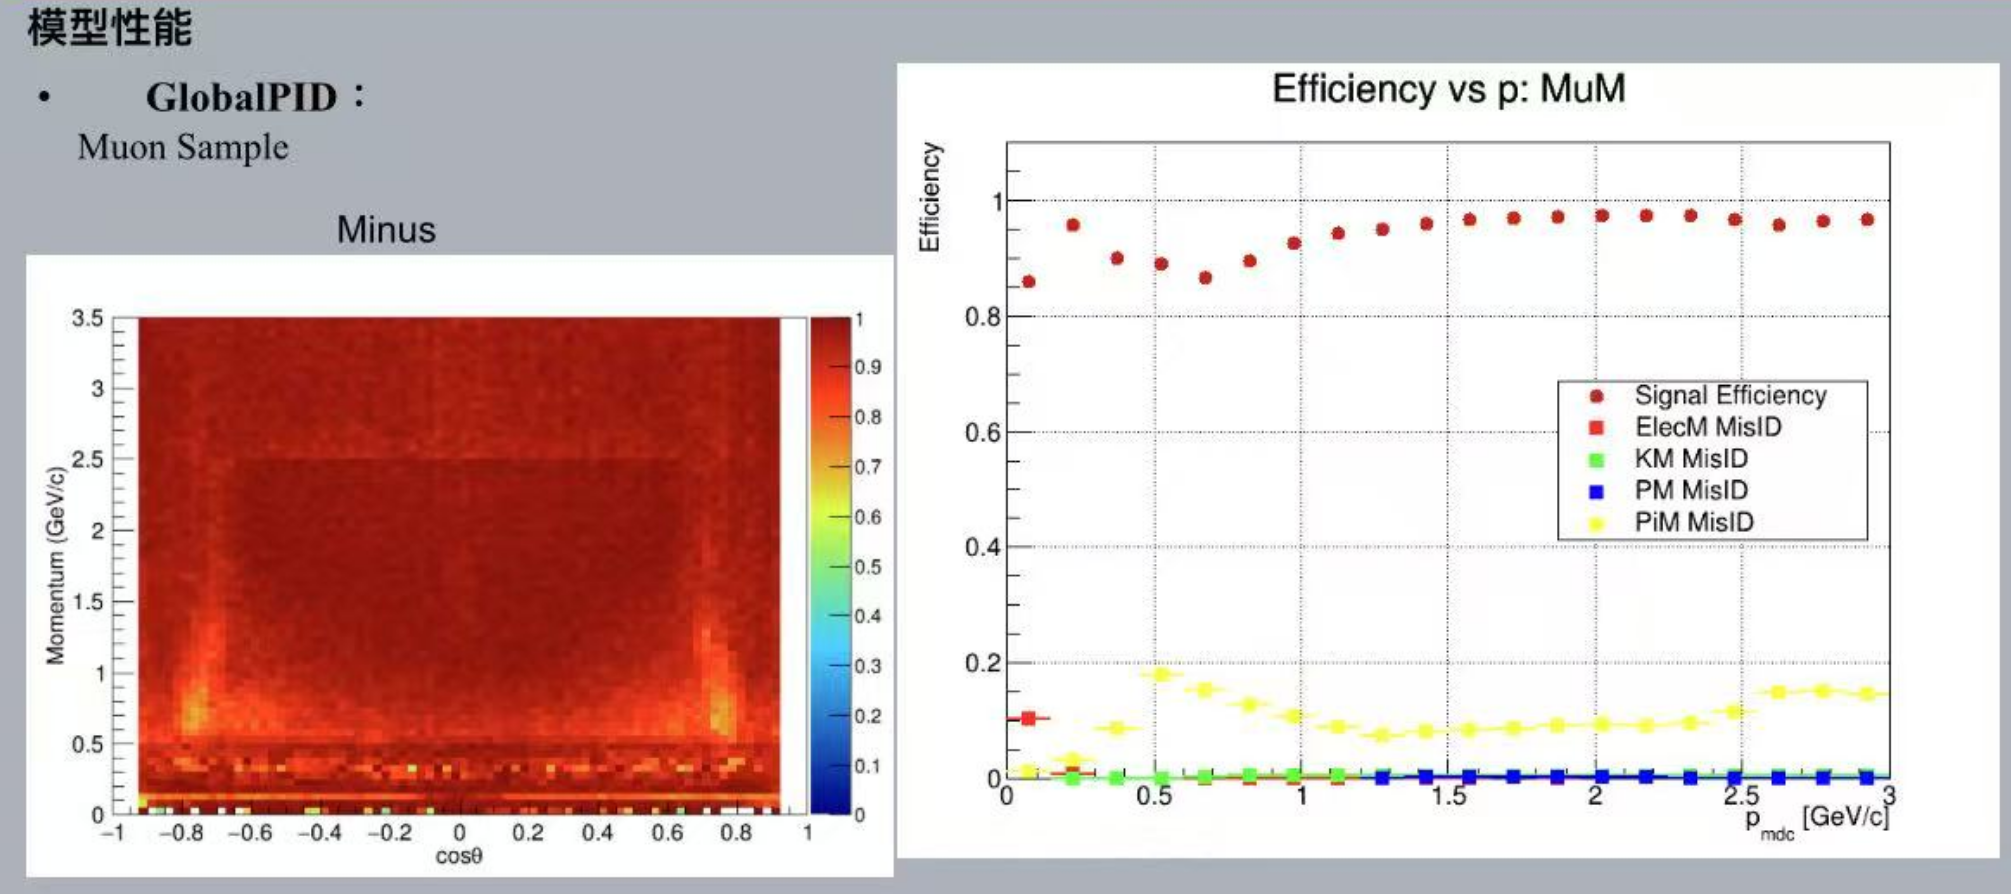 模型性能
• GlobalPID：
Muon Sample
Minus
3.5
3
2.5
2
1.5
1
0.5
0
Momentum (GeV/c)
−1 −0.8 −0.6 −0.4 −0.2 0 0.2 0.4 0.6 0.8 1
cosθ
1
0.9
0.8
0.7
0.6
0.5
0.4
0.3
0.2
0.1
0
Efficiency vs p: MuM
Efficiency
1
0.8
0.6
0.4
0.2
0
Signal Efficiency
ElecM MisID
KM MisID
PM MisID
PiM MisID
0 0.5 1 1.5 2 2.5 3
p_mdc [GeV/c]